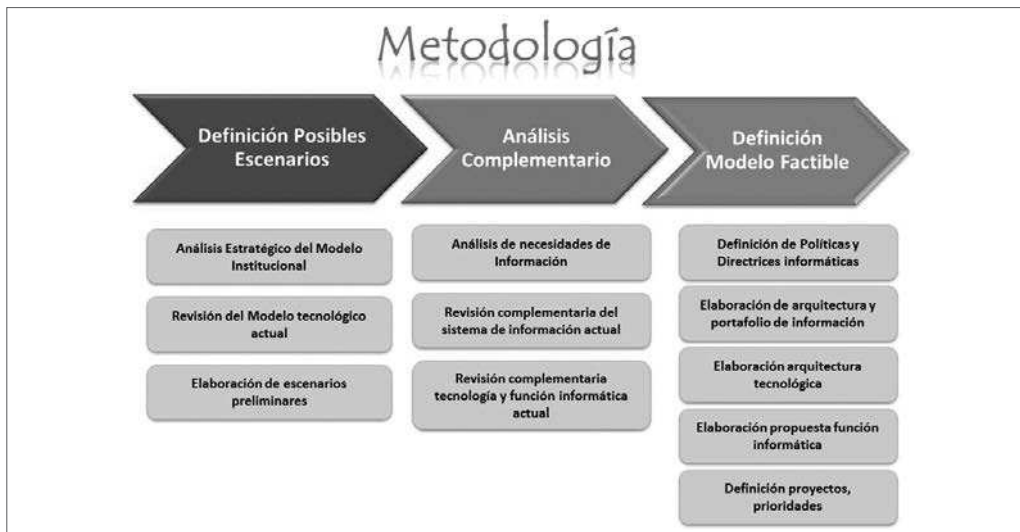 Metodología
Definición Posibles
Escenarios
Análisis Estratégico del Modelo
Institucional
Revisión del Modelo tecnológico
actual
Elaboración de escenarios
preliminares
Análisis
Complementario
Análisis de necesidades de
Información
Revisión complementaria del
sistema de información actual
Revisión complementaria
tecnología y función informática
actual
Definición
Modelo Factible
Definición de Políticas y
Directrices informáticas
Elaboración de arquitectura y
portafolio de información
Elaboración arquitectura
tecnológica
Elaboración propuesta función
informática
Definición proyectos,
prioridades